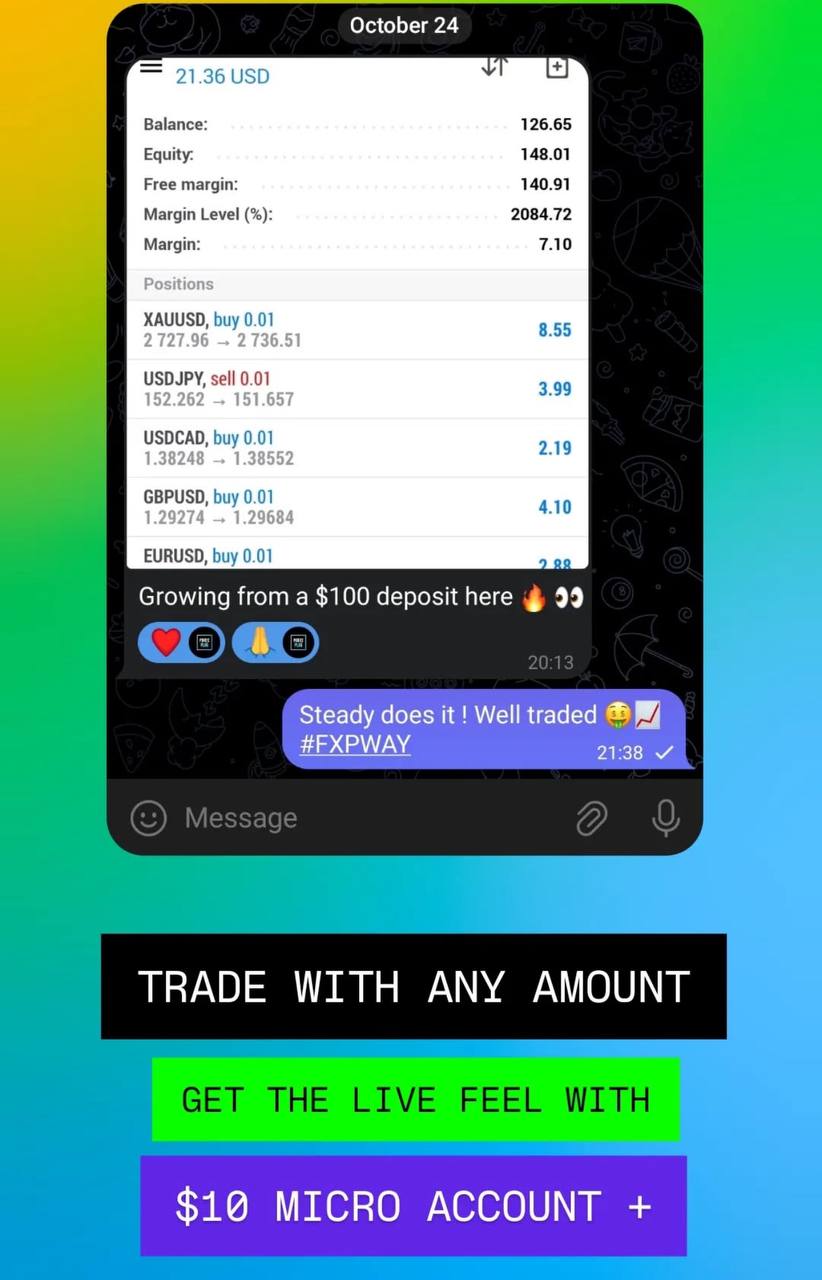 October 24
21.36 USD
Balance: 126.65
Equity: 148.01
Free margin: 140.91
Margin Level (%): 2084.72
Margin: 7.10
Positions
XAUUSD, buy 0.01
2 727.96 → 2 736.51 8.55
USDJPY, sell 0.01
152.262 → 151.657 3.99
USDCAD, buy 0.01
1.38248 → 1.38552 2.19
GBPUSD, buy 0.01
1.29274 → 1.29684 4.10
EURUSD, buy 0.01 2.88
Growing from a $100 deposit here 🔥 👀
20:13
Steady does it ! Well traded 🤑📈
#FXPWAY 21:38
Message
TRADE WITH ANY AMOUNT
GET THE LIVE FEEL WITH
$10 MICRO ACCOUNT +